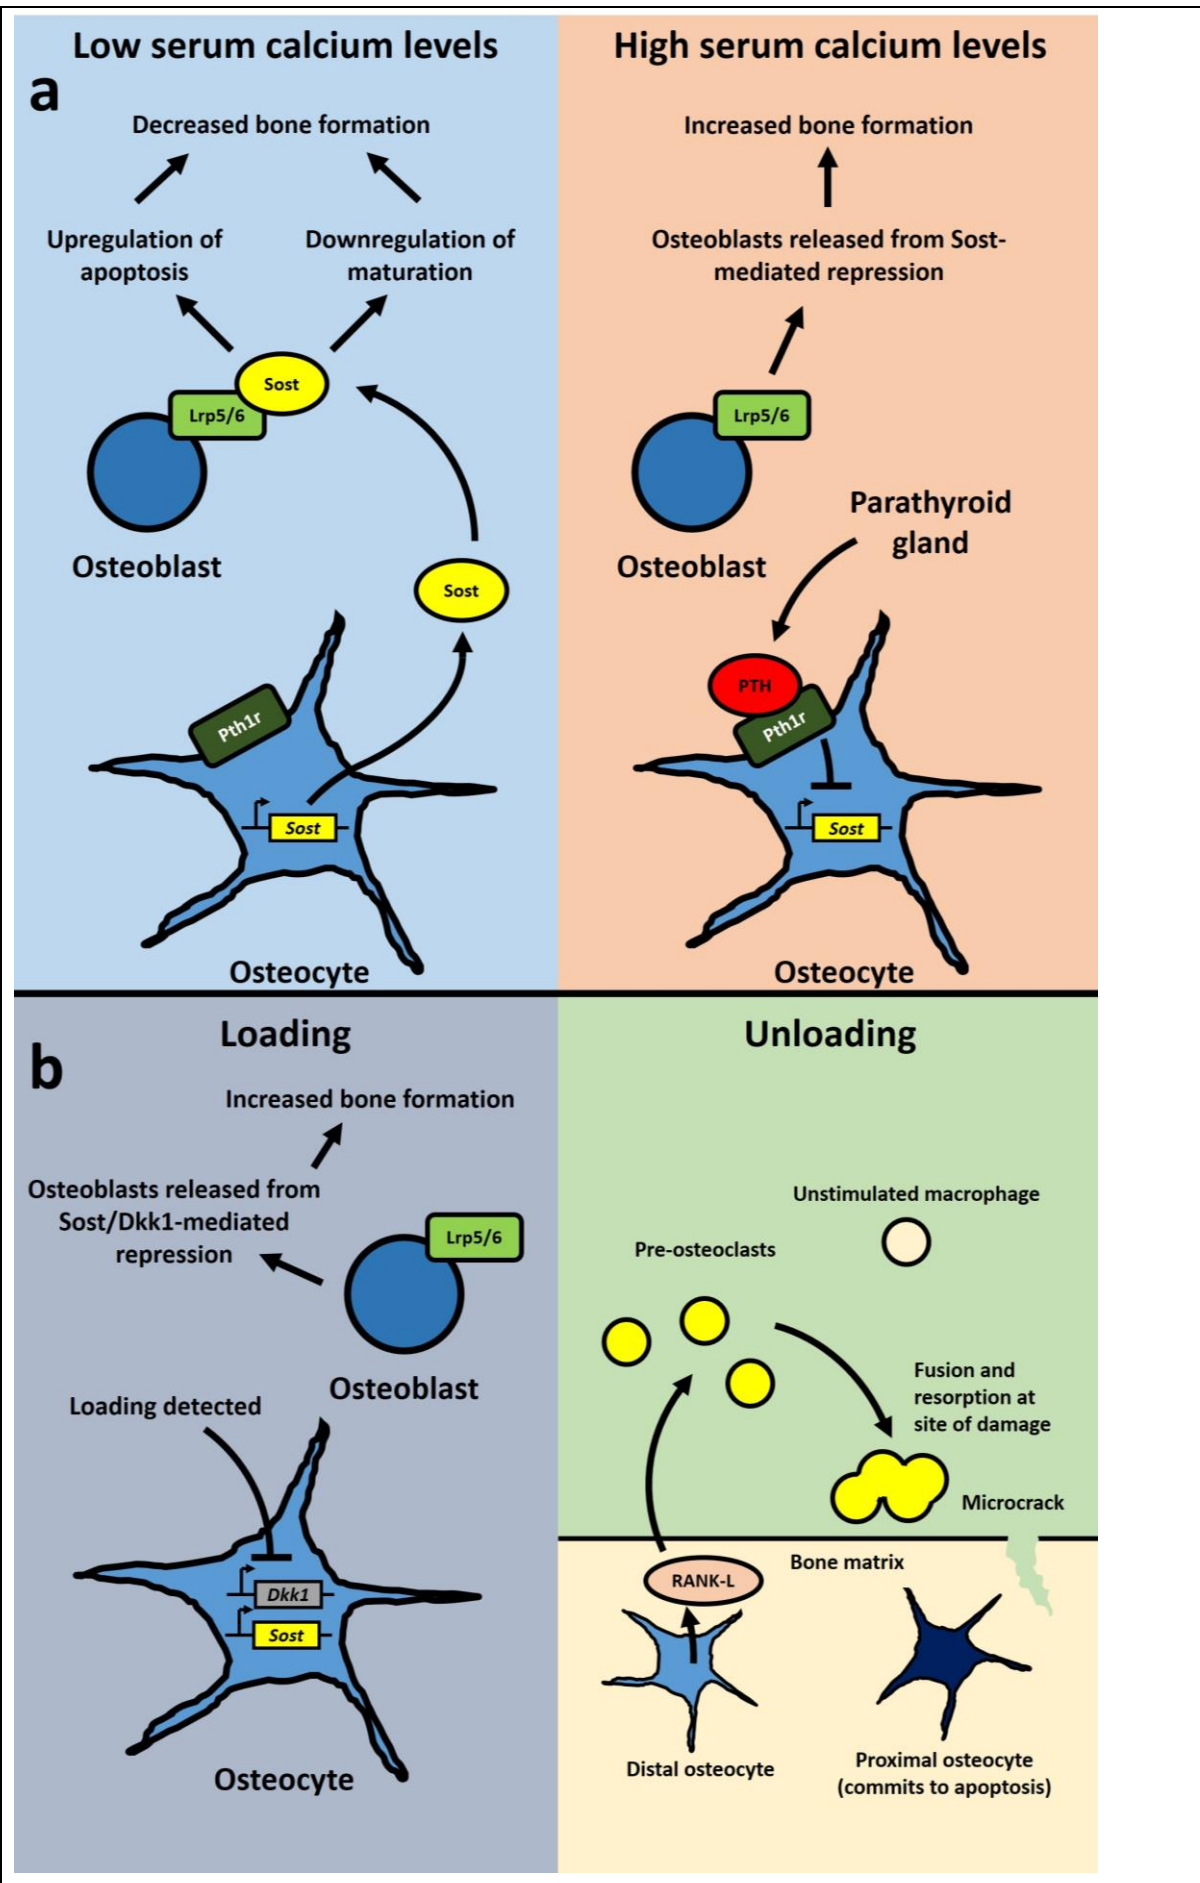 Low serum calcium levels
a
Decreased bone formation
Upregulation of
apoptosis
Downregulation of
maturation
Sost
Lrp5/6
Osteoblast
Sost
Pth1r
Sost
Osteocyte
High serum calcium levels
Increased bone formation
Osteoblasts released from Sost-
mediated repression
Lrp5/6
Parathyroid
gland
Osteoblast
PTH
Pth1r
Sost
Osteocyte
Loading
b
Increased bone formation
Osteoblasts released from
Sost/Dkk1-mediated
repression
Lrp5/6
Osteoblast
Loading detected
Dkk1
Sost
Osteocyte
Unloading
Unstimulated macrophage
Pre-osteoclasts
Fusion and
resorption at
site of damage
Microcrack
Bone matrix
RANK-L
Distal osteocyte
Proximal osteocyte
(commits to apoptosis)